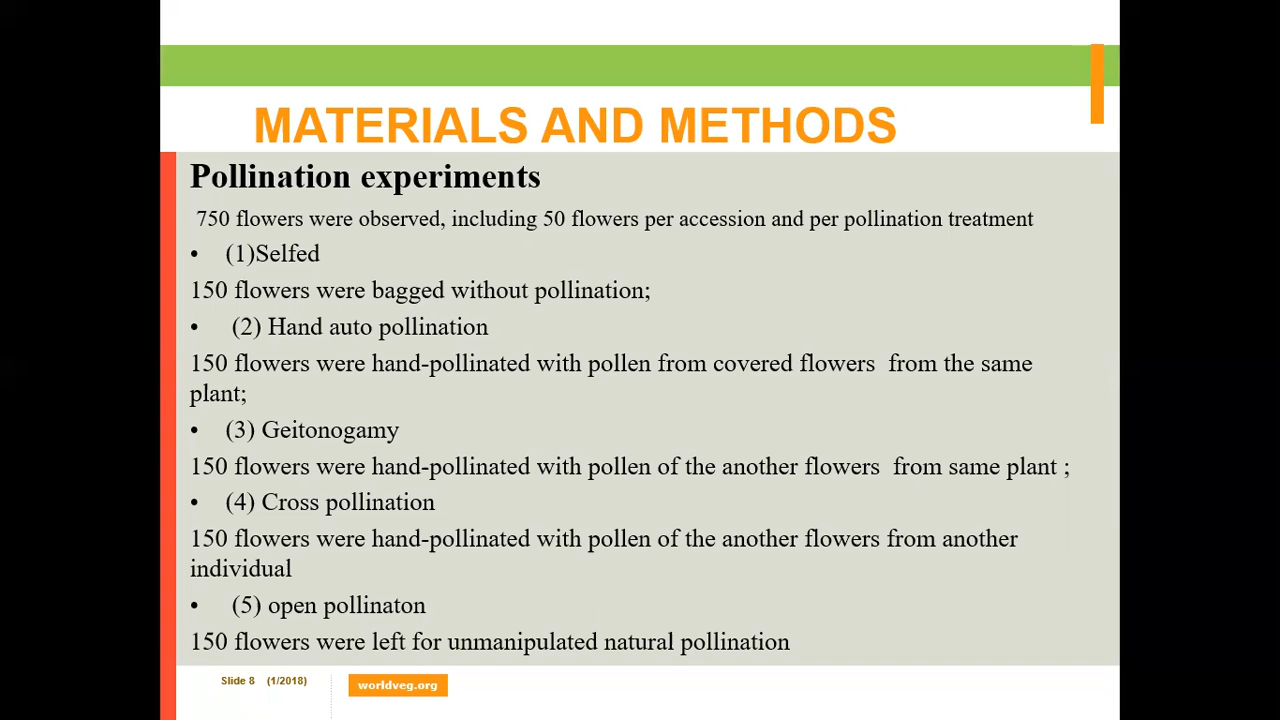 MATERIALS AND METHODS
Pollination experiments
750 flowers were observed, including 50 flowers per accession and per pollination treatment
• (1)Selfed
150 flowers were bagged without pollination;
• (2) Hand auto pollination
150 flowers were hand-pollinated with pollen from covered flowers from the same
plant;
• (3) Geitonogamy
150 flowers were hand-pollinated with pollen of the another flowers from same plant ;
• (4) Cross pollination
150 flowers were hand-pollinated with pollen of the another flowers from another
individual
• (5) open pollinaton
150 flowers were left for unmanipulated natural pollination
Slide 8 (1/2018)
worldveg.org